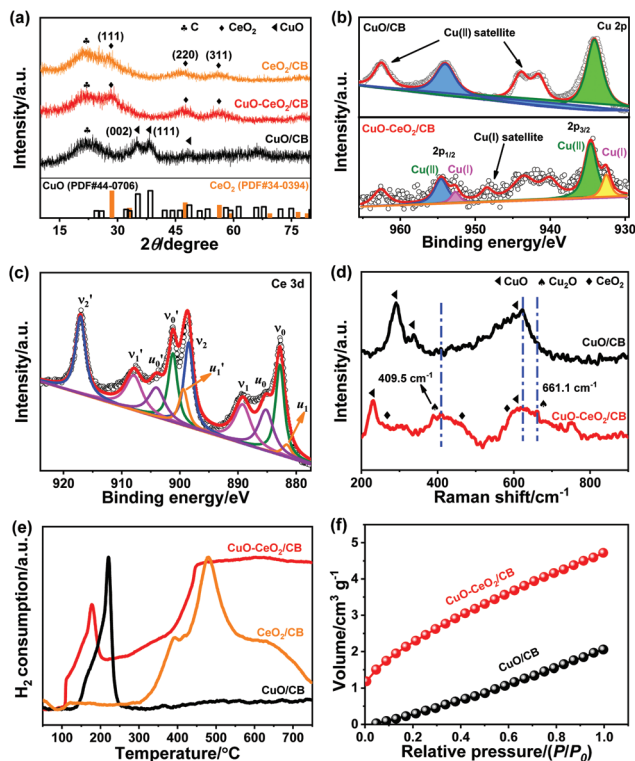 (a)
♣ C ♦ CeO₂ ◄ CuO
(111)
(220) (311)
CeO₂/CB
CuO-CeO₂/CB
(002) (111)
CuO/CB
CuO (PDF#44-0706) CeO₂ (PDF#34-0394)
15 30 45 60 75
2θ/degree
Intensity/a.u.
(b)
CuO/CB Cu(II) satellite Cu 2p
CuO-CeO₂/CB
Cu(I) satellite
2p₁/₂ 2p₃/₂
Cu(II) Cu(I) Cu(II) Cu(I)
960 950 940 930
Binding energy/eV
Intensity/a.u.
(c) Ce 3d
ν₂' ν₁' u₀' ν₀' ν₂ u₁' ν₁ u₀ ν₀ u₁
920 910 900 890 880
Binding energy/eV
Intensity/a.u.
(d)
◄ CuO ♠ Cu₂O ♦ CeO₂
CuO/CB
409.5 cm⁻¹ 661.1 cm⁻¹
CuO-CeO₂/CB
200 400 600 800
Raman shift/cm⁻¹
Intensity/a.u.
(e)
CuO-CeO₂/CB
CeO₂/CB
CuO/CB
100 200 300 400 500 600 700
Temperature/°C
H₂ consumption/a.u.
(f)
5
4
3
2
1
0
CuO-CeO₂/CB
CuO/CB
0.0 0.2 0.4 0.6 0.8 1.0
Relative pressure/(P/P₀)
Volume/cm³ g⁻¹